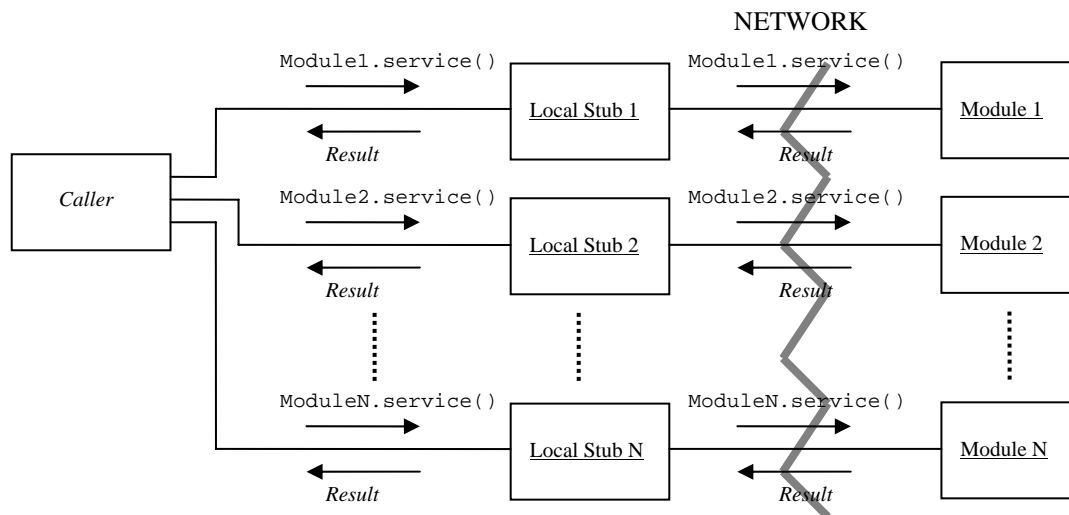 NETWORK
Module1.service() Module1.service()
Local Stub 1 Module 1
Result Result
Caller
Module2.service() Module2.service()
Local Stub 2 Module 2
Result Result
ModuleN.service() ModuleN.service()
Local Stub N Module N
Result Result